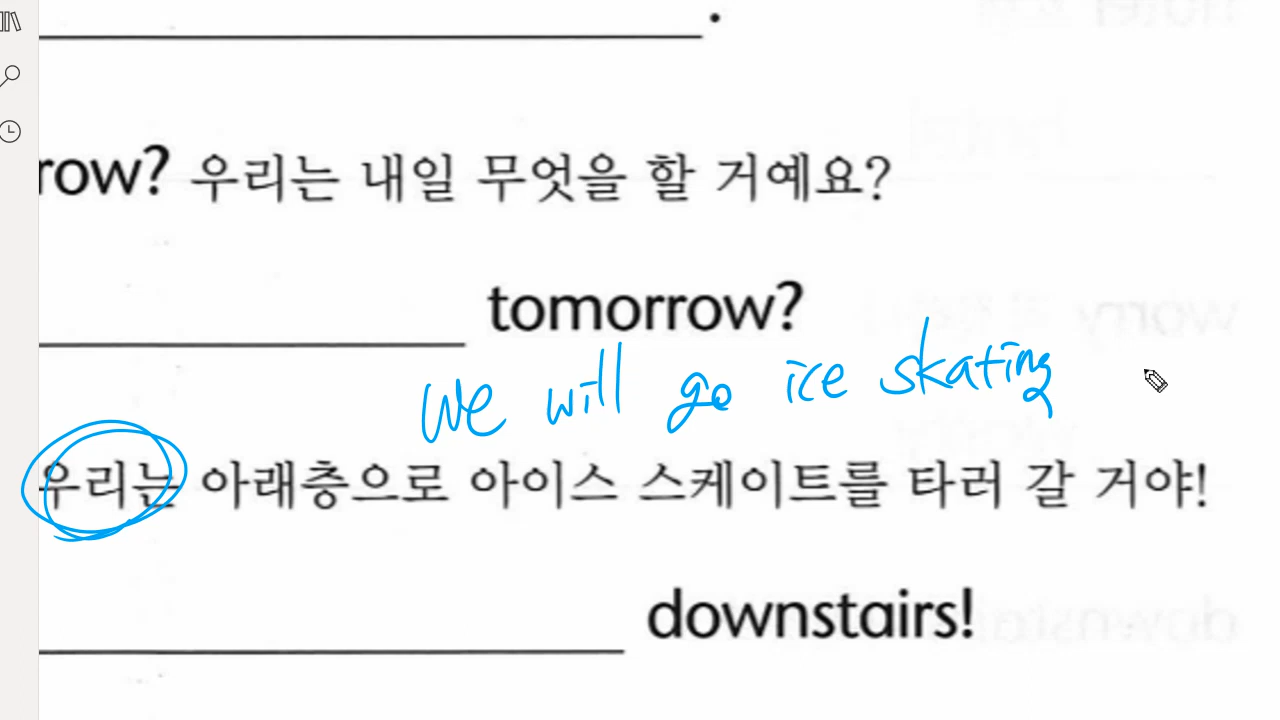 .
row? 우리는 내일 무엇을 할 거예요?
tomorrow?
we will go ice skating
우리는 아래층으로 아이스 스케이트를 타러 갈 거야!
downstairs!